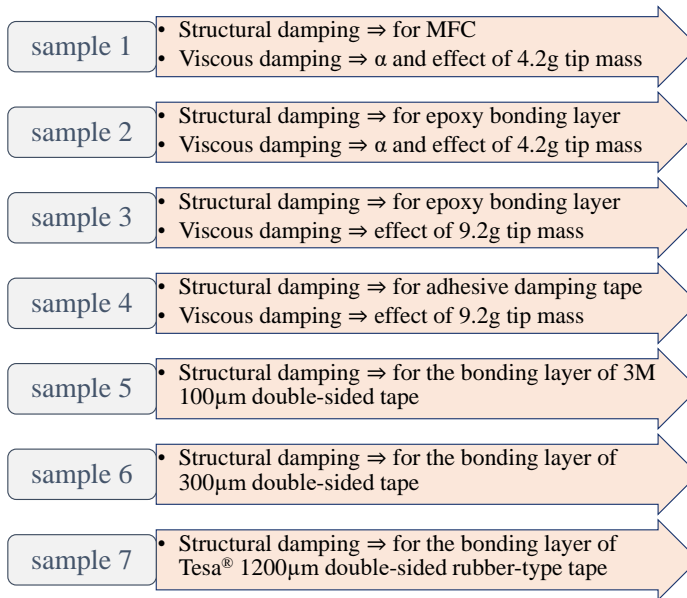 sample 1
• Structural damping ⇒ for MFC
• Viscous damping ⇒ α and effect of 4.2g tip mass
sample 2
• Structural damping ⇒ for epoxy bonding layer
• Viscous damping ⇒ α and effect of 4.2g tip mass
sample 3
• Structural damping ⇒ for epoxy bonding layer
• Viscous damping ⇒ effect of 9.2g tip mass
sample 4
• Structural damping ⇒ for adhesive damping tape
• Viscous damping ⇒ effect of 9.2g tip mass
sample 5
• Structural damping ⇒ for the bonding layer of 3M
100μm double-sided tape
sample 6
• Structural damping ⇒ for the bonding layer of
300μm double-sided tape
sample 7
• Structural damping ⇒ for the bonding layer of
Tesa® 1200μm double-sided rubber-type tape